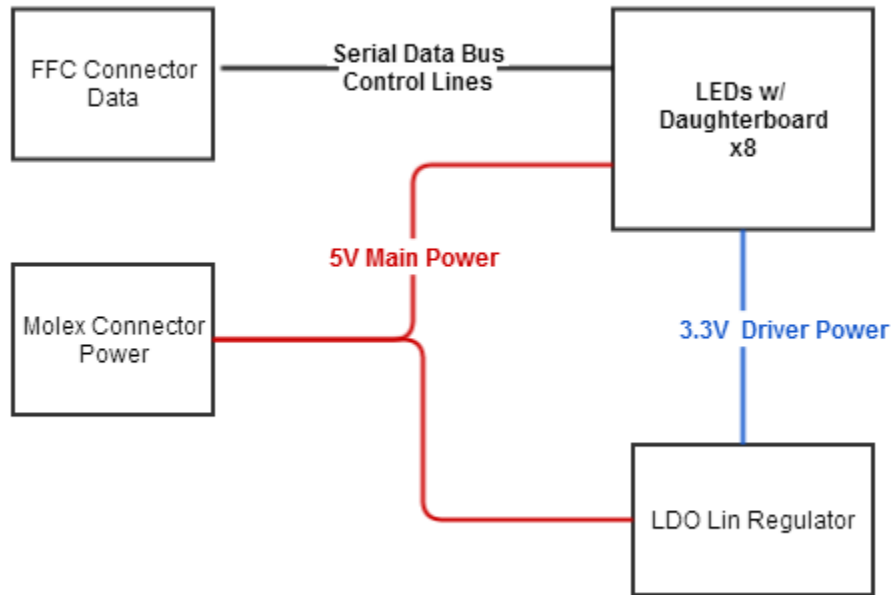 FFC Connector
Data
Serial Data Bus
Control Lines
LEDs w/
Daughterboard
x8
5V Main Power
Molex Connector
Power
3.3V Driver Power
LDO Lin Regulator